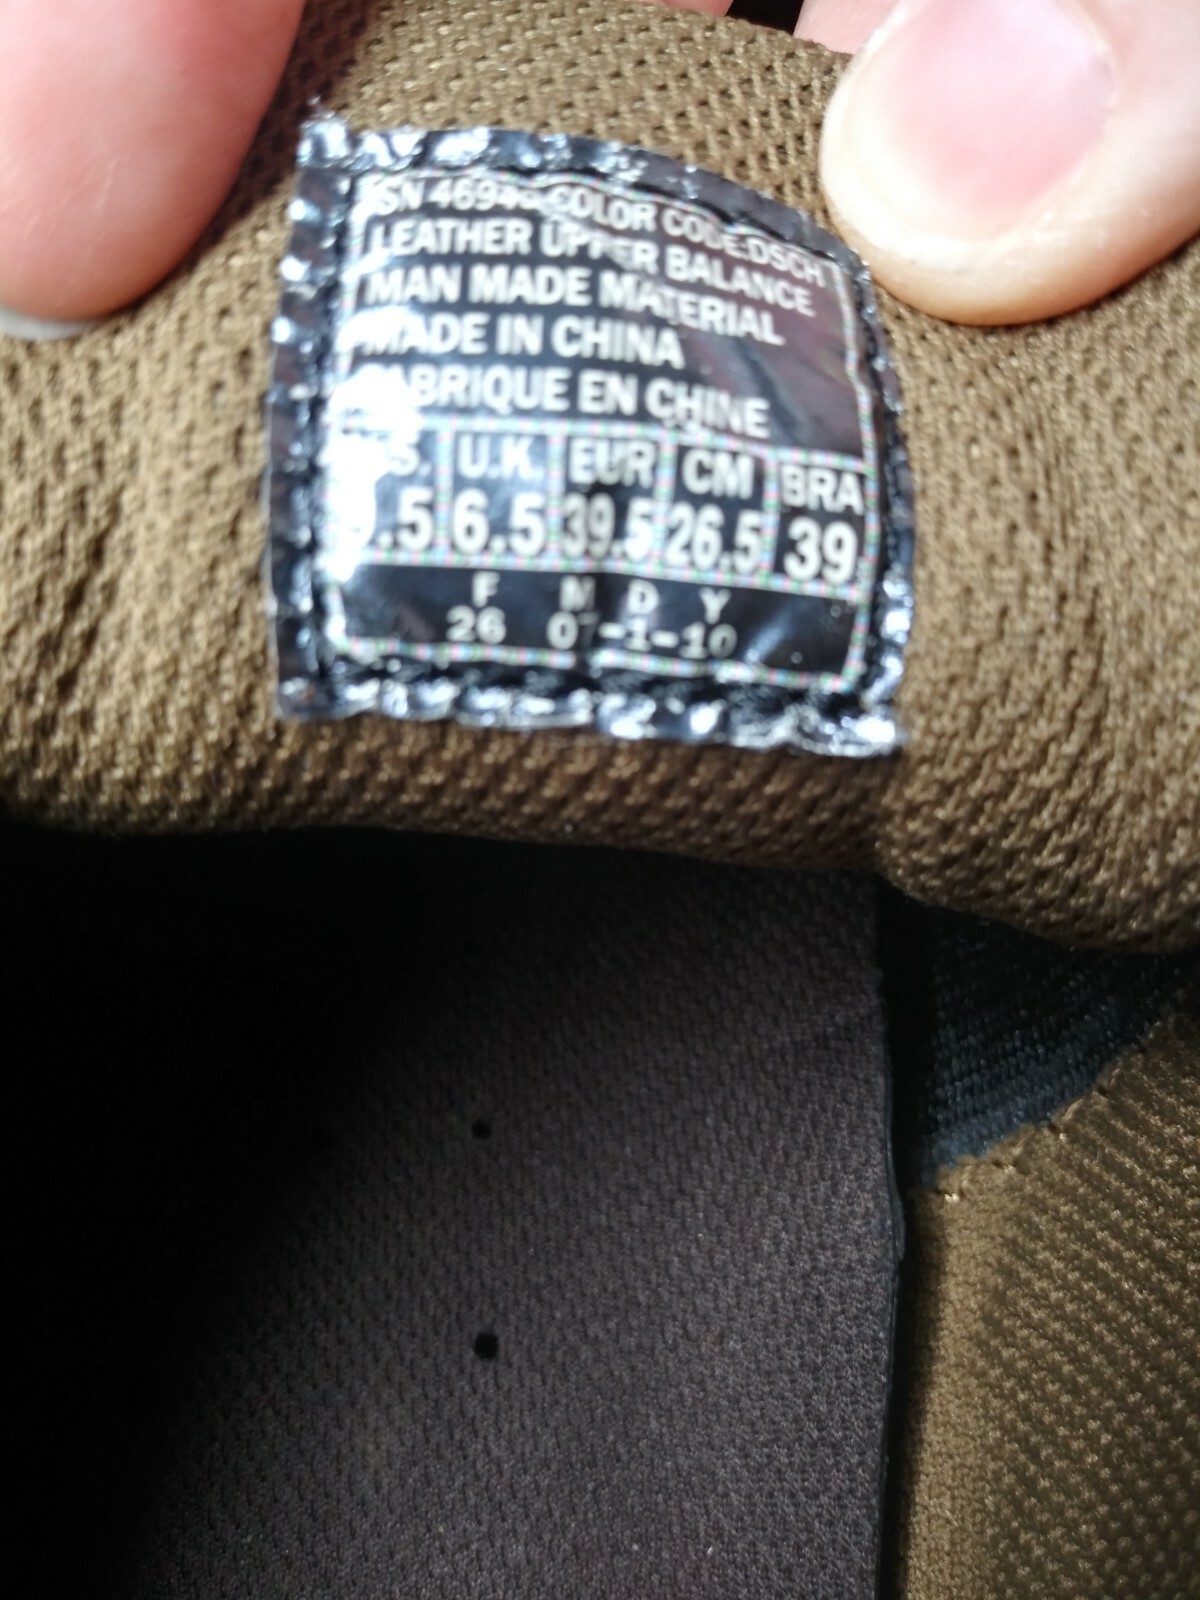 SN COLOR CODE:DSCH
LEATHER UPPER BALANCE
MAN MADE MATERIAL
MADE IN CHINA
FABRIQUE EN CHINE
U.K. EUR CM BRA
6.5 39.5 26.5 39
F M D Y
26 07-1-10